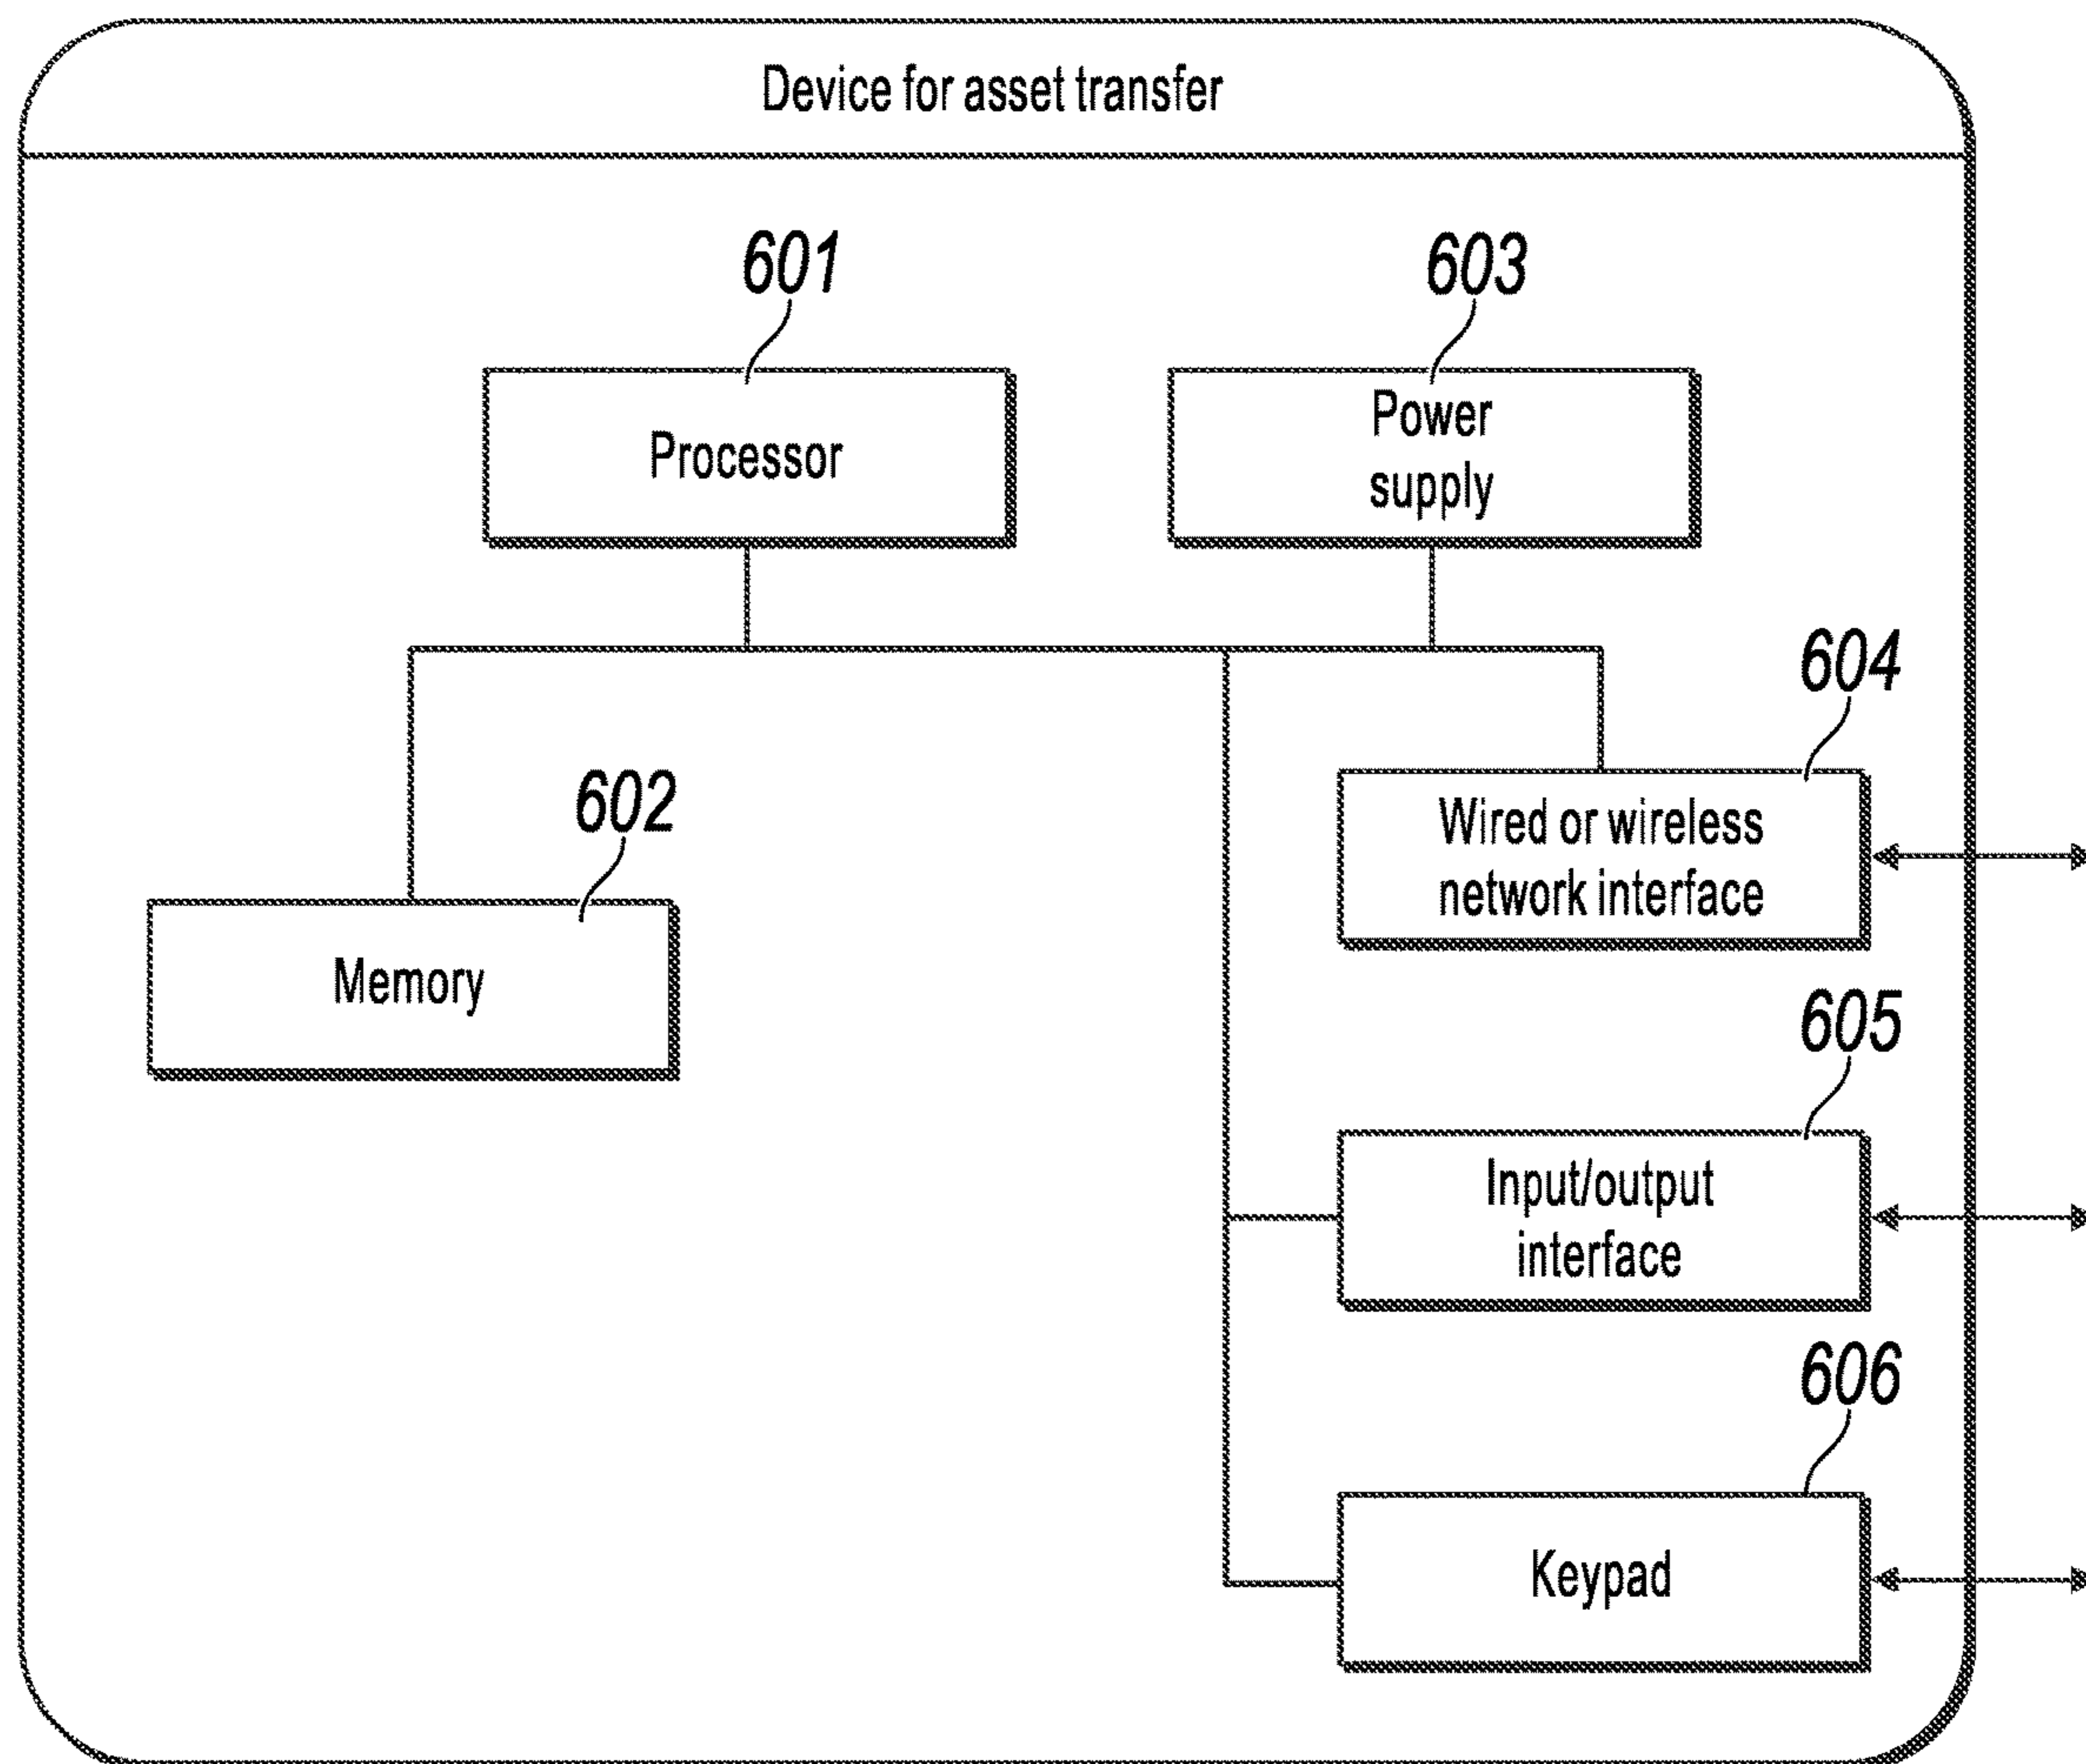 Device for asset transfer
601
603
Processor
Power
supply
604
602
Wired or wireless
network interface
Memory
605
Input/output
interface
606
Keypad